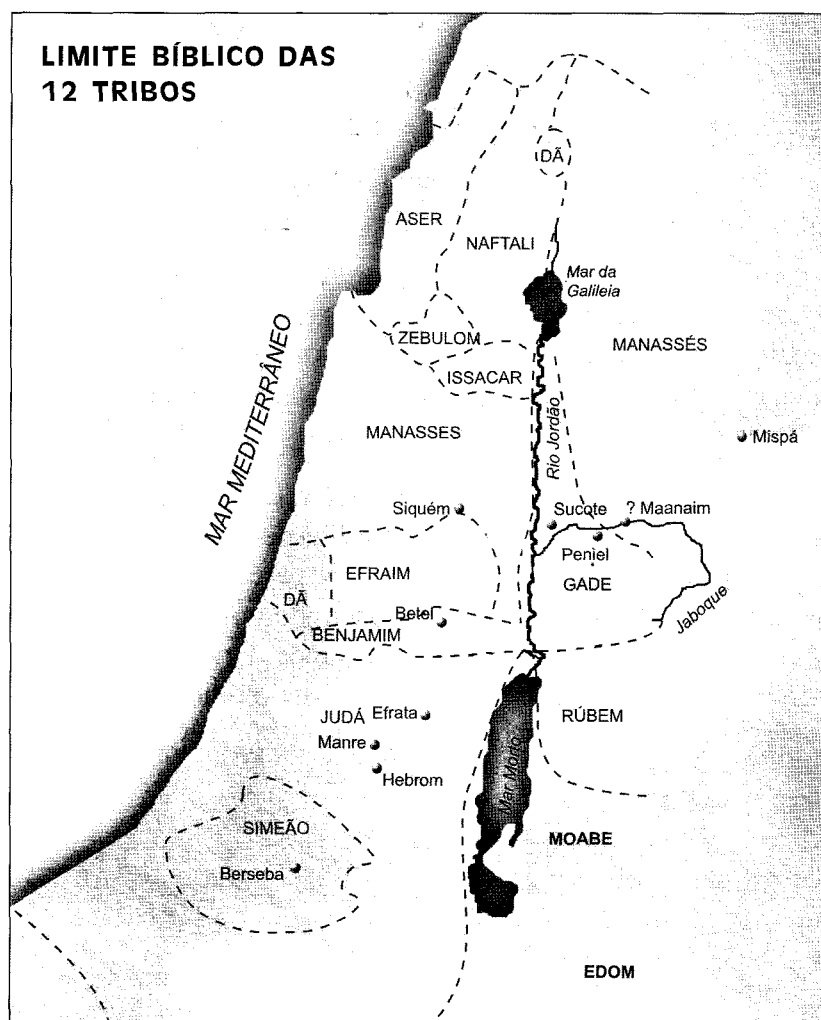 LIMITE BÍBLICO DAS
12 TRIBOS
DÃ
ASER
NAFTALI
Mar da
Galileia
ZEBULOM
MANASSÉS
ISSACAR
MAR MEDITERRÂNEO
MANASSES
Rio Jordão
Mispá
Siquém
Sucote
? Maanaim
Peniel
EFRAIM
GADE
DÃ
Betel
Jaboque
BENJAMIM
JUDÁ
Efrata
RÚBEM
Manre
Hebrom
Mar Morto
SIMEÃO
MOABE
Berseba
EDOM